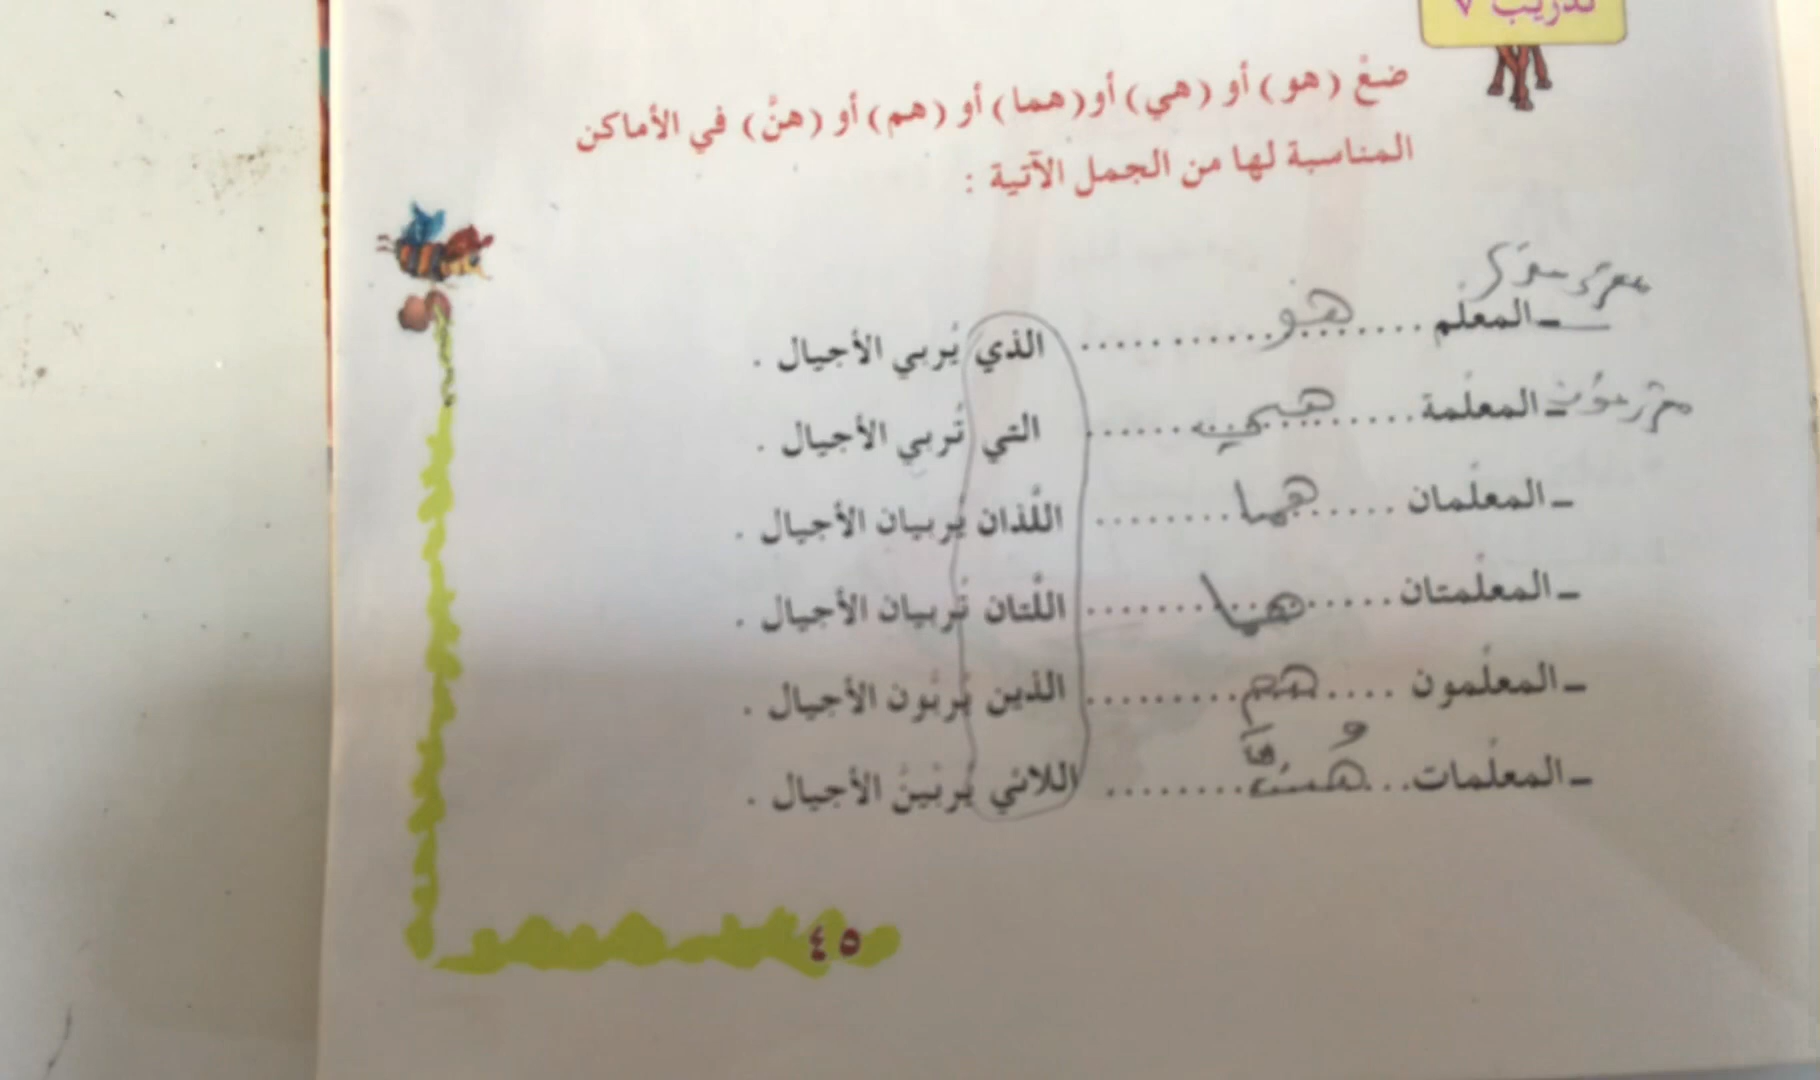 تدريب ٧
ضعْ (هو) أو (هي) أو (هما) أو (هم) أو (هنَّ) في الأماكن
المناسبة لها من الجمل الآتية :
ـ المعلّم ........هو........ الذي يُربي الأجيال .
ـ المعلّمة ........هي........ التي تُربي الأجيال .
ـ المعلّمان ........هما........ اللّذان يُربيان الأجيال .
ـ المعلّمتان ........هما........ اللّتان تُربيان الأجيال .
ـ المعلّمون ........هم........ الذين يُربّون الأجيال .
ـ المعلّمات ........هُنَّ........ اللائي يُربّينَ الأجيال .
٤٥